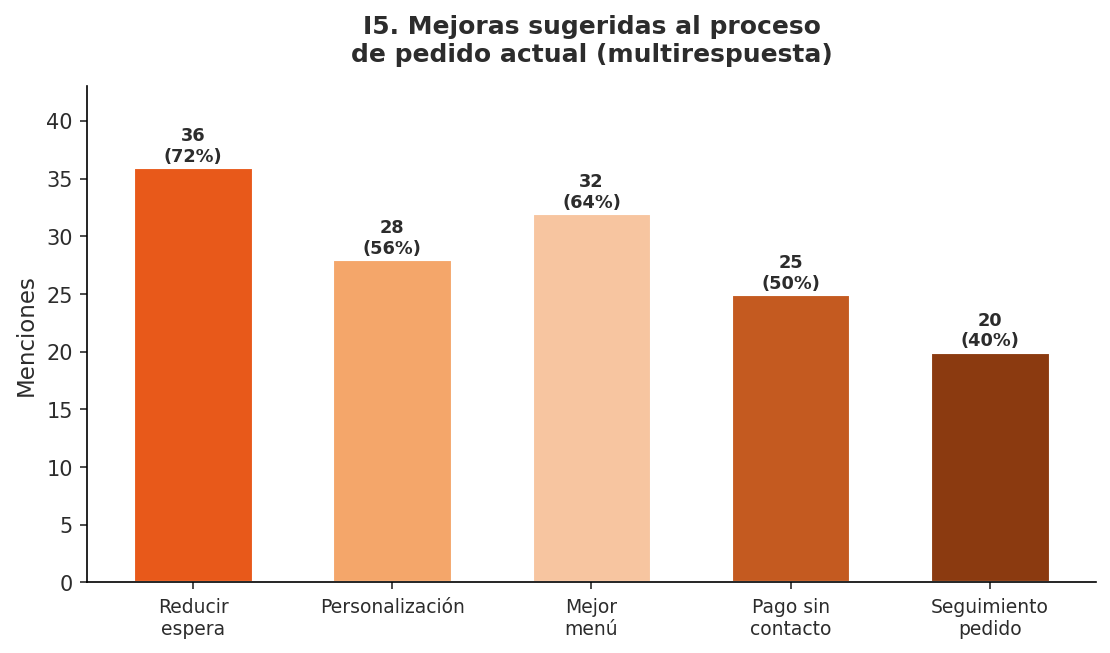 I5. Mejoras sugeridas al proceso
de pedido actual (multirespuesta)
Menciones
40
35
30
25
20
15
10
5
0
36
(72%)
28
(56%)
32
(64%)
25
(50%)
20
(40%)
Reducir
espera
Personalización
Mejor
menú
Pago sin
contacto
Seguimiento
pedido